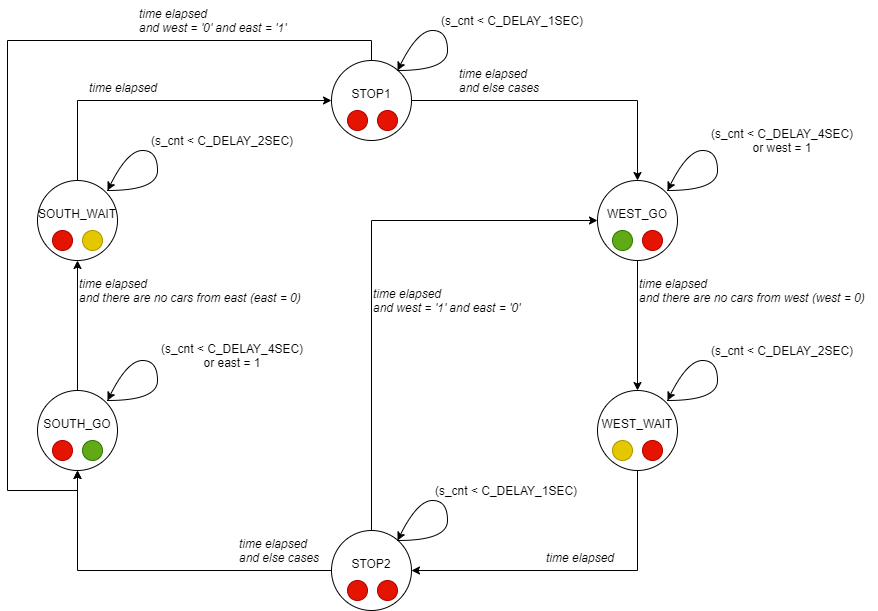 time elapsed
and west = '0' and east = '1'
(s_cnt < C_DELAY_1SEC)
time elapsed
and else cases
time elapsed
STOP1
(s_cnt < C_DELAY_2SEC)
(s_cnt < C_DELAY_4SEC)
or west = 1
SOUTH_WAIT
WEST_GO
time elapsed
and there are no cars from east (east = 0)
time elapsed
and west = '1' and east = '0'
time elapsed
and there are no cars from west (west = 0)
(s_cnt < C_DELAY_4SEC)
or east = 1
(s_cnt < C_DELAY_2SEC)
SOUTH_GO
WEST_WAIT
(s_cnt < C_DELAY_1SEC)
time elapsed
and else cases
STOP2
time elapsed